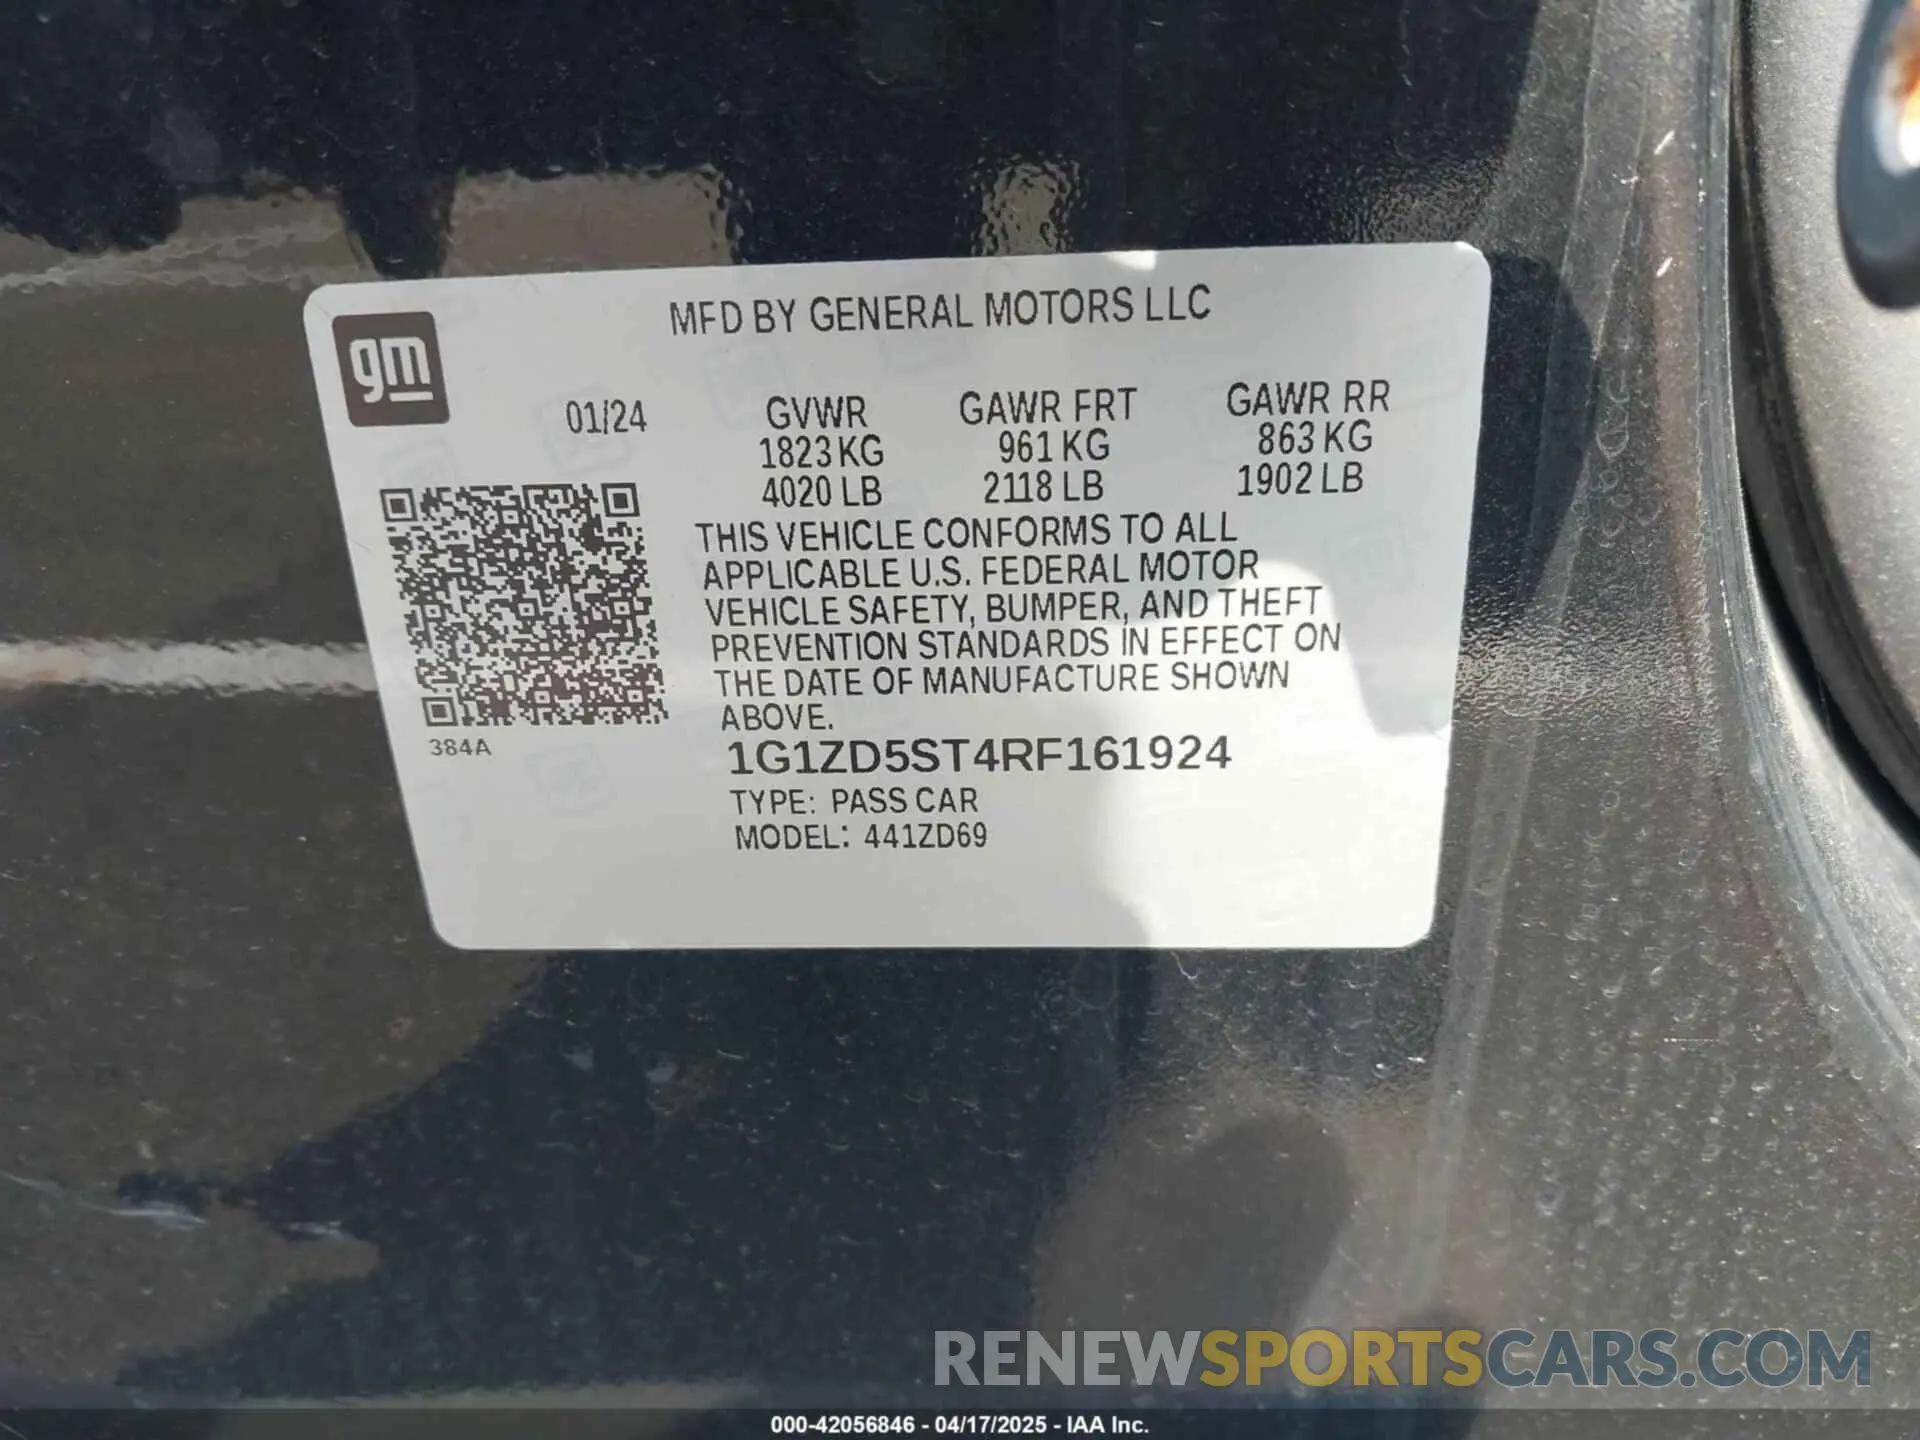 gm
MFD BY GENERAL MOTORS LLC
01/24 GVWR GAWR FRT GAWR RR
1823 KG 961 KG 863 KG
4020 LB 2118 LB 1902 LB
THIS VEHICLE CONFORMS TO ALL
APPLICABLE U.S. FEDERAL MOTOR
VEHICLE SAFETY, BUMPER, AND THEFT
PREVENTION STANDARDS IN EFFECT ON
THE DATE OF MANUFACTURE SHOWN
ABOVE.
384A
1G1ZD5ST4RF161924
TYPE: PASS CAR
MODEL: 441ZD69
RENEWSPORTSCARS.COM
000-42056846 - 04/17/2025 - IAA Inc.